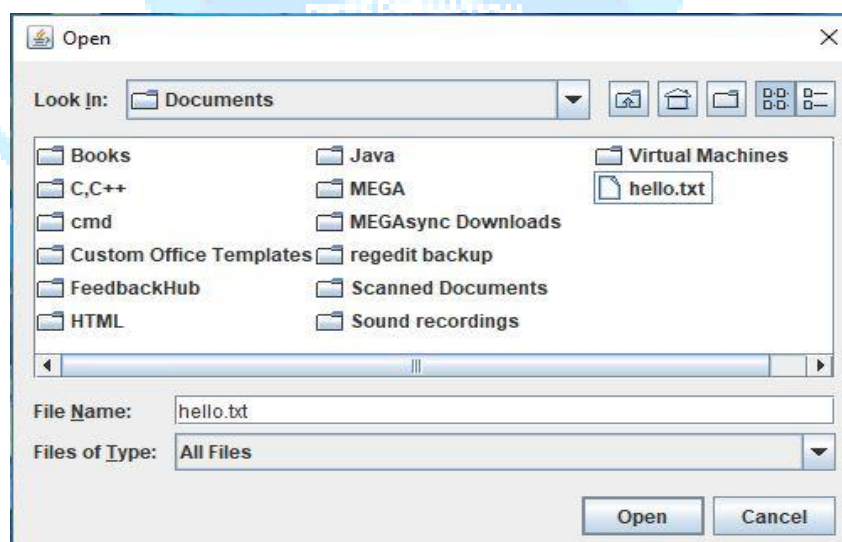 Open
Look In: Documents
Books
C,C++
cmd
Custom Office Templates
FeedbackHub
HTML
Java
MEGA
MEGAsync Downloads
regedit backup
Scanned Documents
Sound recordings
Virtual Machines
hello.txt
File Name: hello.txt
Files of Type: All Files
Open Cancel